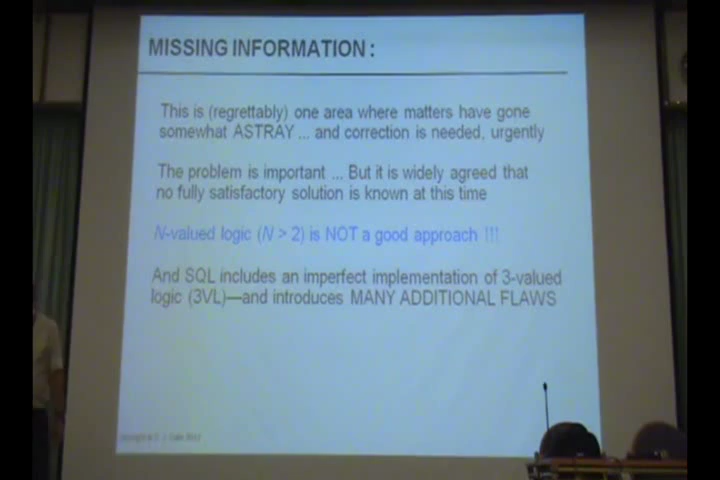 MISSING INFORMATION :
This is (regrettably) one area where matters have gone
somewhat ASTRAY ... and correction is needed, urgently
The problem is important ... But it is widely agreed that
no fully satisfactory solution is known at this time
N-valued logic (N > 2) is NOT a good approach !!!
And SQL includes an imperfect implementation of 3-valued
logic (3VL)—and introduces MANY ADDITIONAL FLAWS